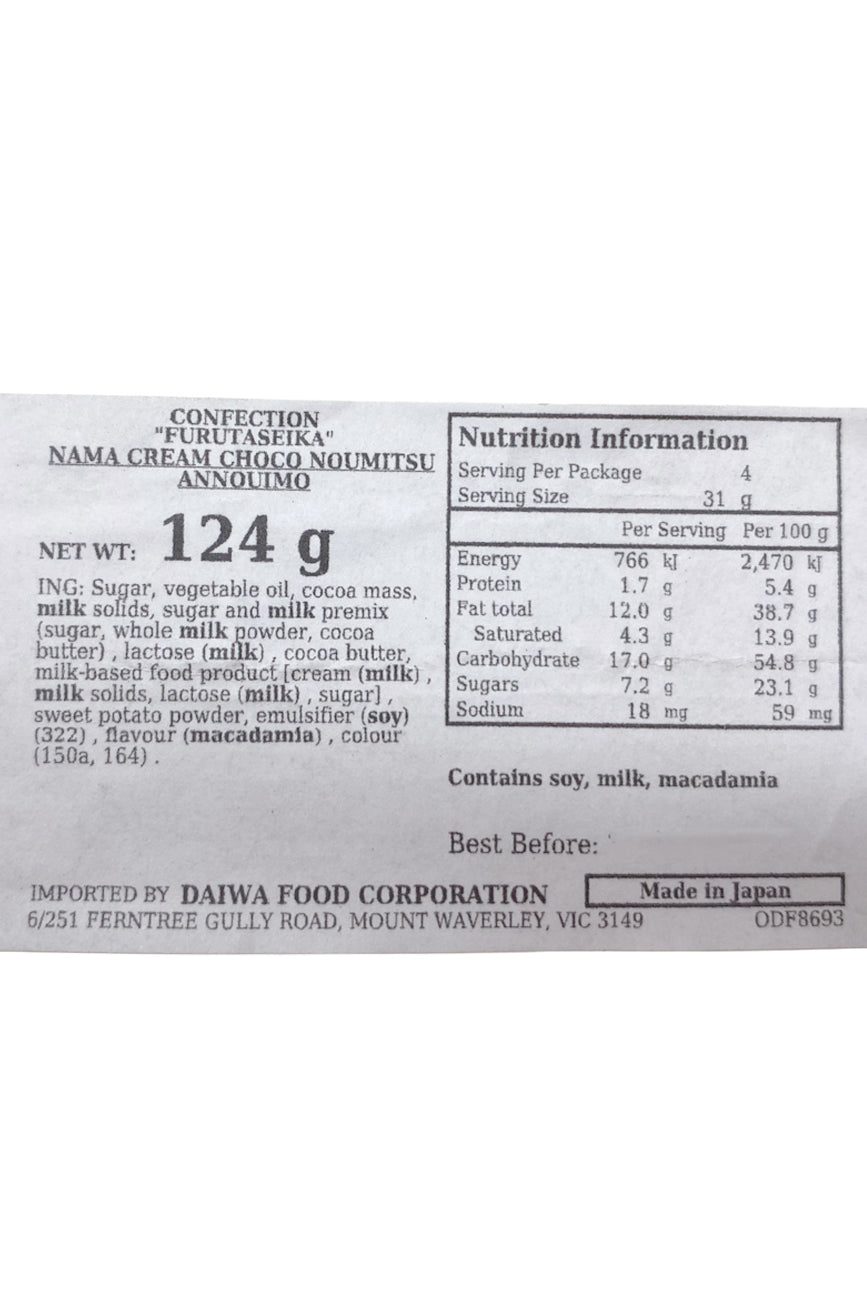 CONFECTION
"FURUTASEIKA"
NAMA CREAM CHOCO NOUMITSU
ANNOUIMO
NET WT: 124 g
ING: Sugar, vegetable oil, cocoa mass,
milk solids, sugar and milk premix
(sugar, whole milk powder, cocoa
butter) , lactose (milk) , cocoa butter,
milk-based food product [cream (milk) ,
milk solids, lactose (milk) , sugar] ,
sweet potato powder, emulsifier (soy)
(322) , flavour (macadamia) , colour
(150a, 164) .
Nutrition Information
Serving Per Package 4
Serving Size 31 g
Per Serving Per 100 g
Energy 766 kJ 2,470 kJ
Protein 1.7 g 5.4 g
Fat total 12.0 g 38.7 g
Saturated 4.3 g 13.9 g
Carbohydrate 17.0 g 54.8 g
Sugars 7.2 g 23.1 g
Sodium 18 mg 59 mg
Contains soy, milk, macadamia
Best Before:
IMPORTED BY DAIWA FOOD CORPORATION
Made in Japan
6/251 FERNTREE GULLY ROAD, MOUNT WAVERLEY, VIC 3149
ODF8693